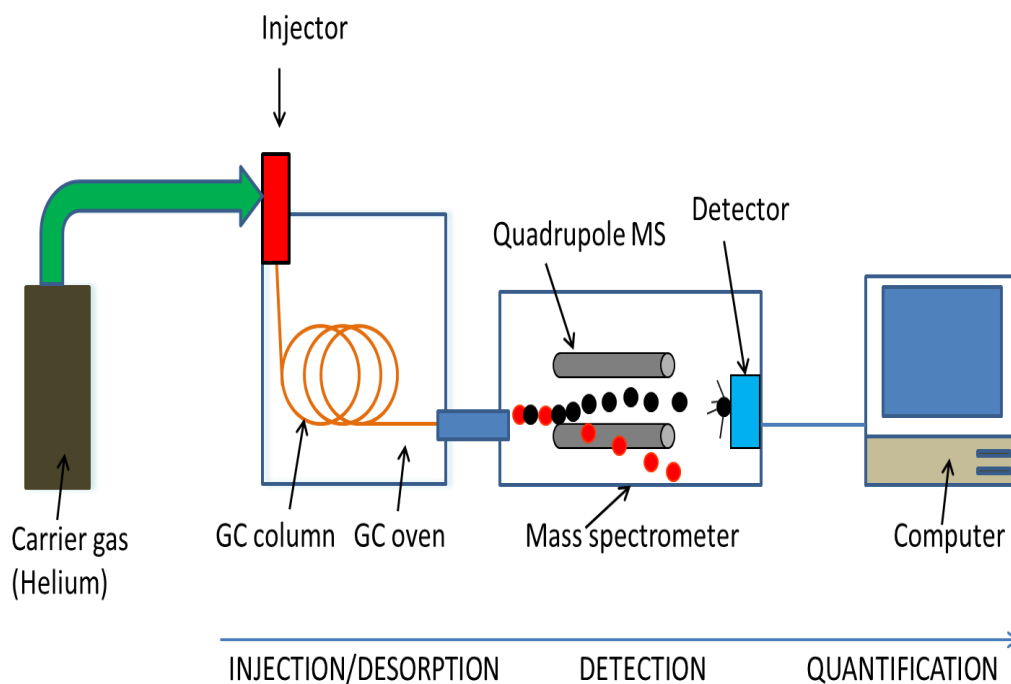 Injector
Detector
Quadrupole MS
Carrier gas
(Helium)
GC column
GC oven
Mass spectrometer
Computer
INJECTION/DESORPTION
DETECTION
QUANTIFICATION